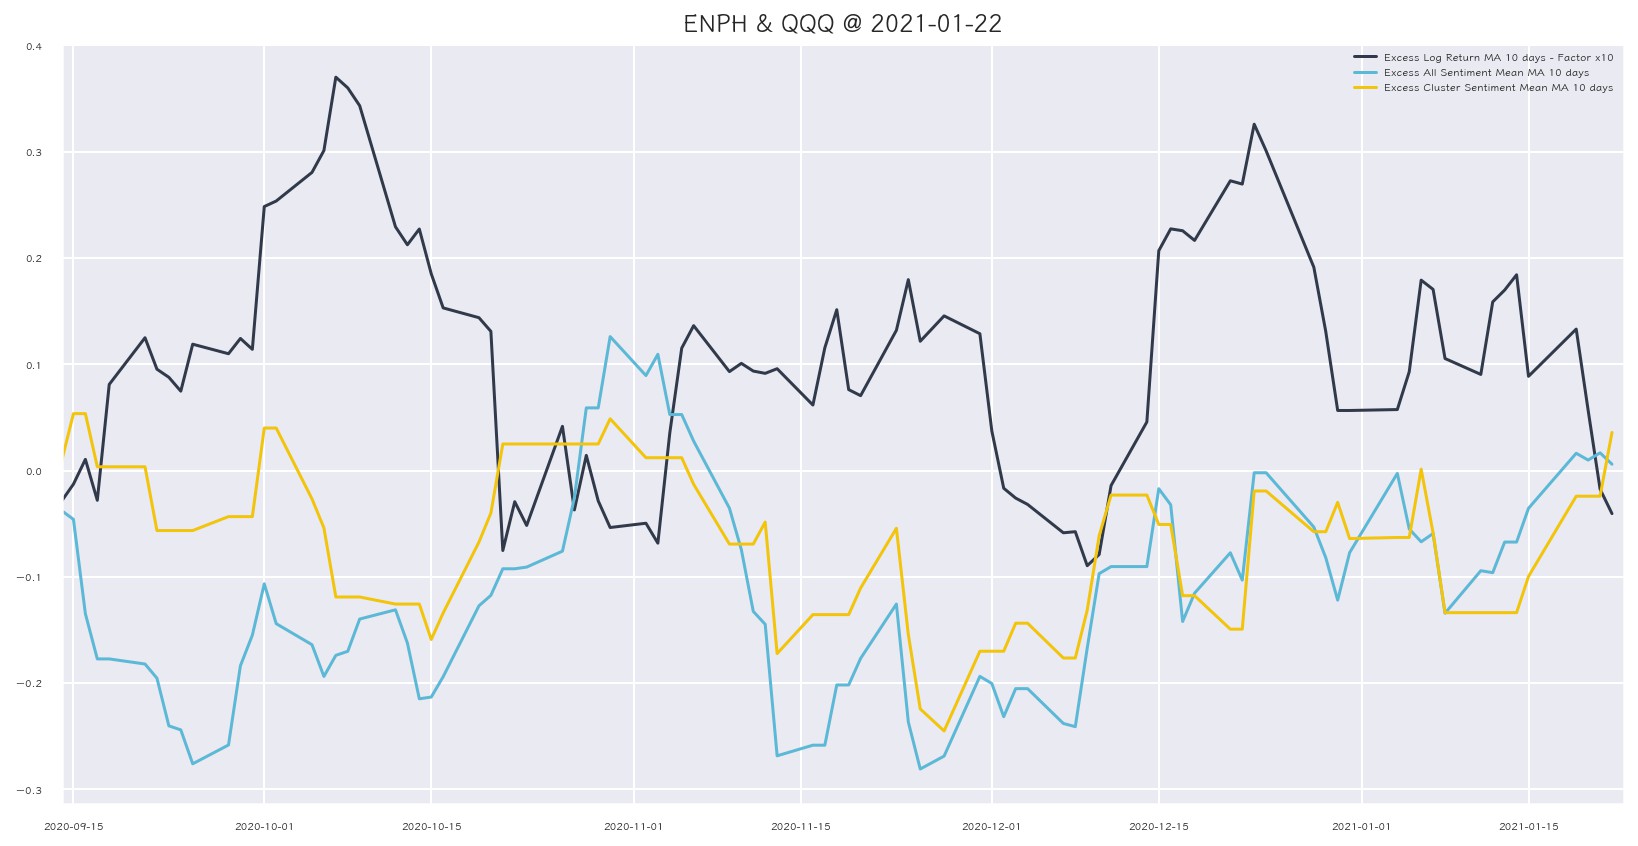 ENPH & QQQ @ 2021-01-22
Excess Log Return MA 10 days - Factor x10
Excess All Sentiment Mean MA 10 days
Excess Cluster Sentiment Mean MA 10 days
0.4
0.3
0.2
0.1
0.0
−0.1
−0.2
−0.3
2020-09-15 2020-10-01 2020-10-15 2020-11-01 2020-11-15 2020-12-01 2020-12-15 2021-01-01 2021-01-15